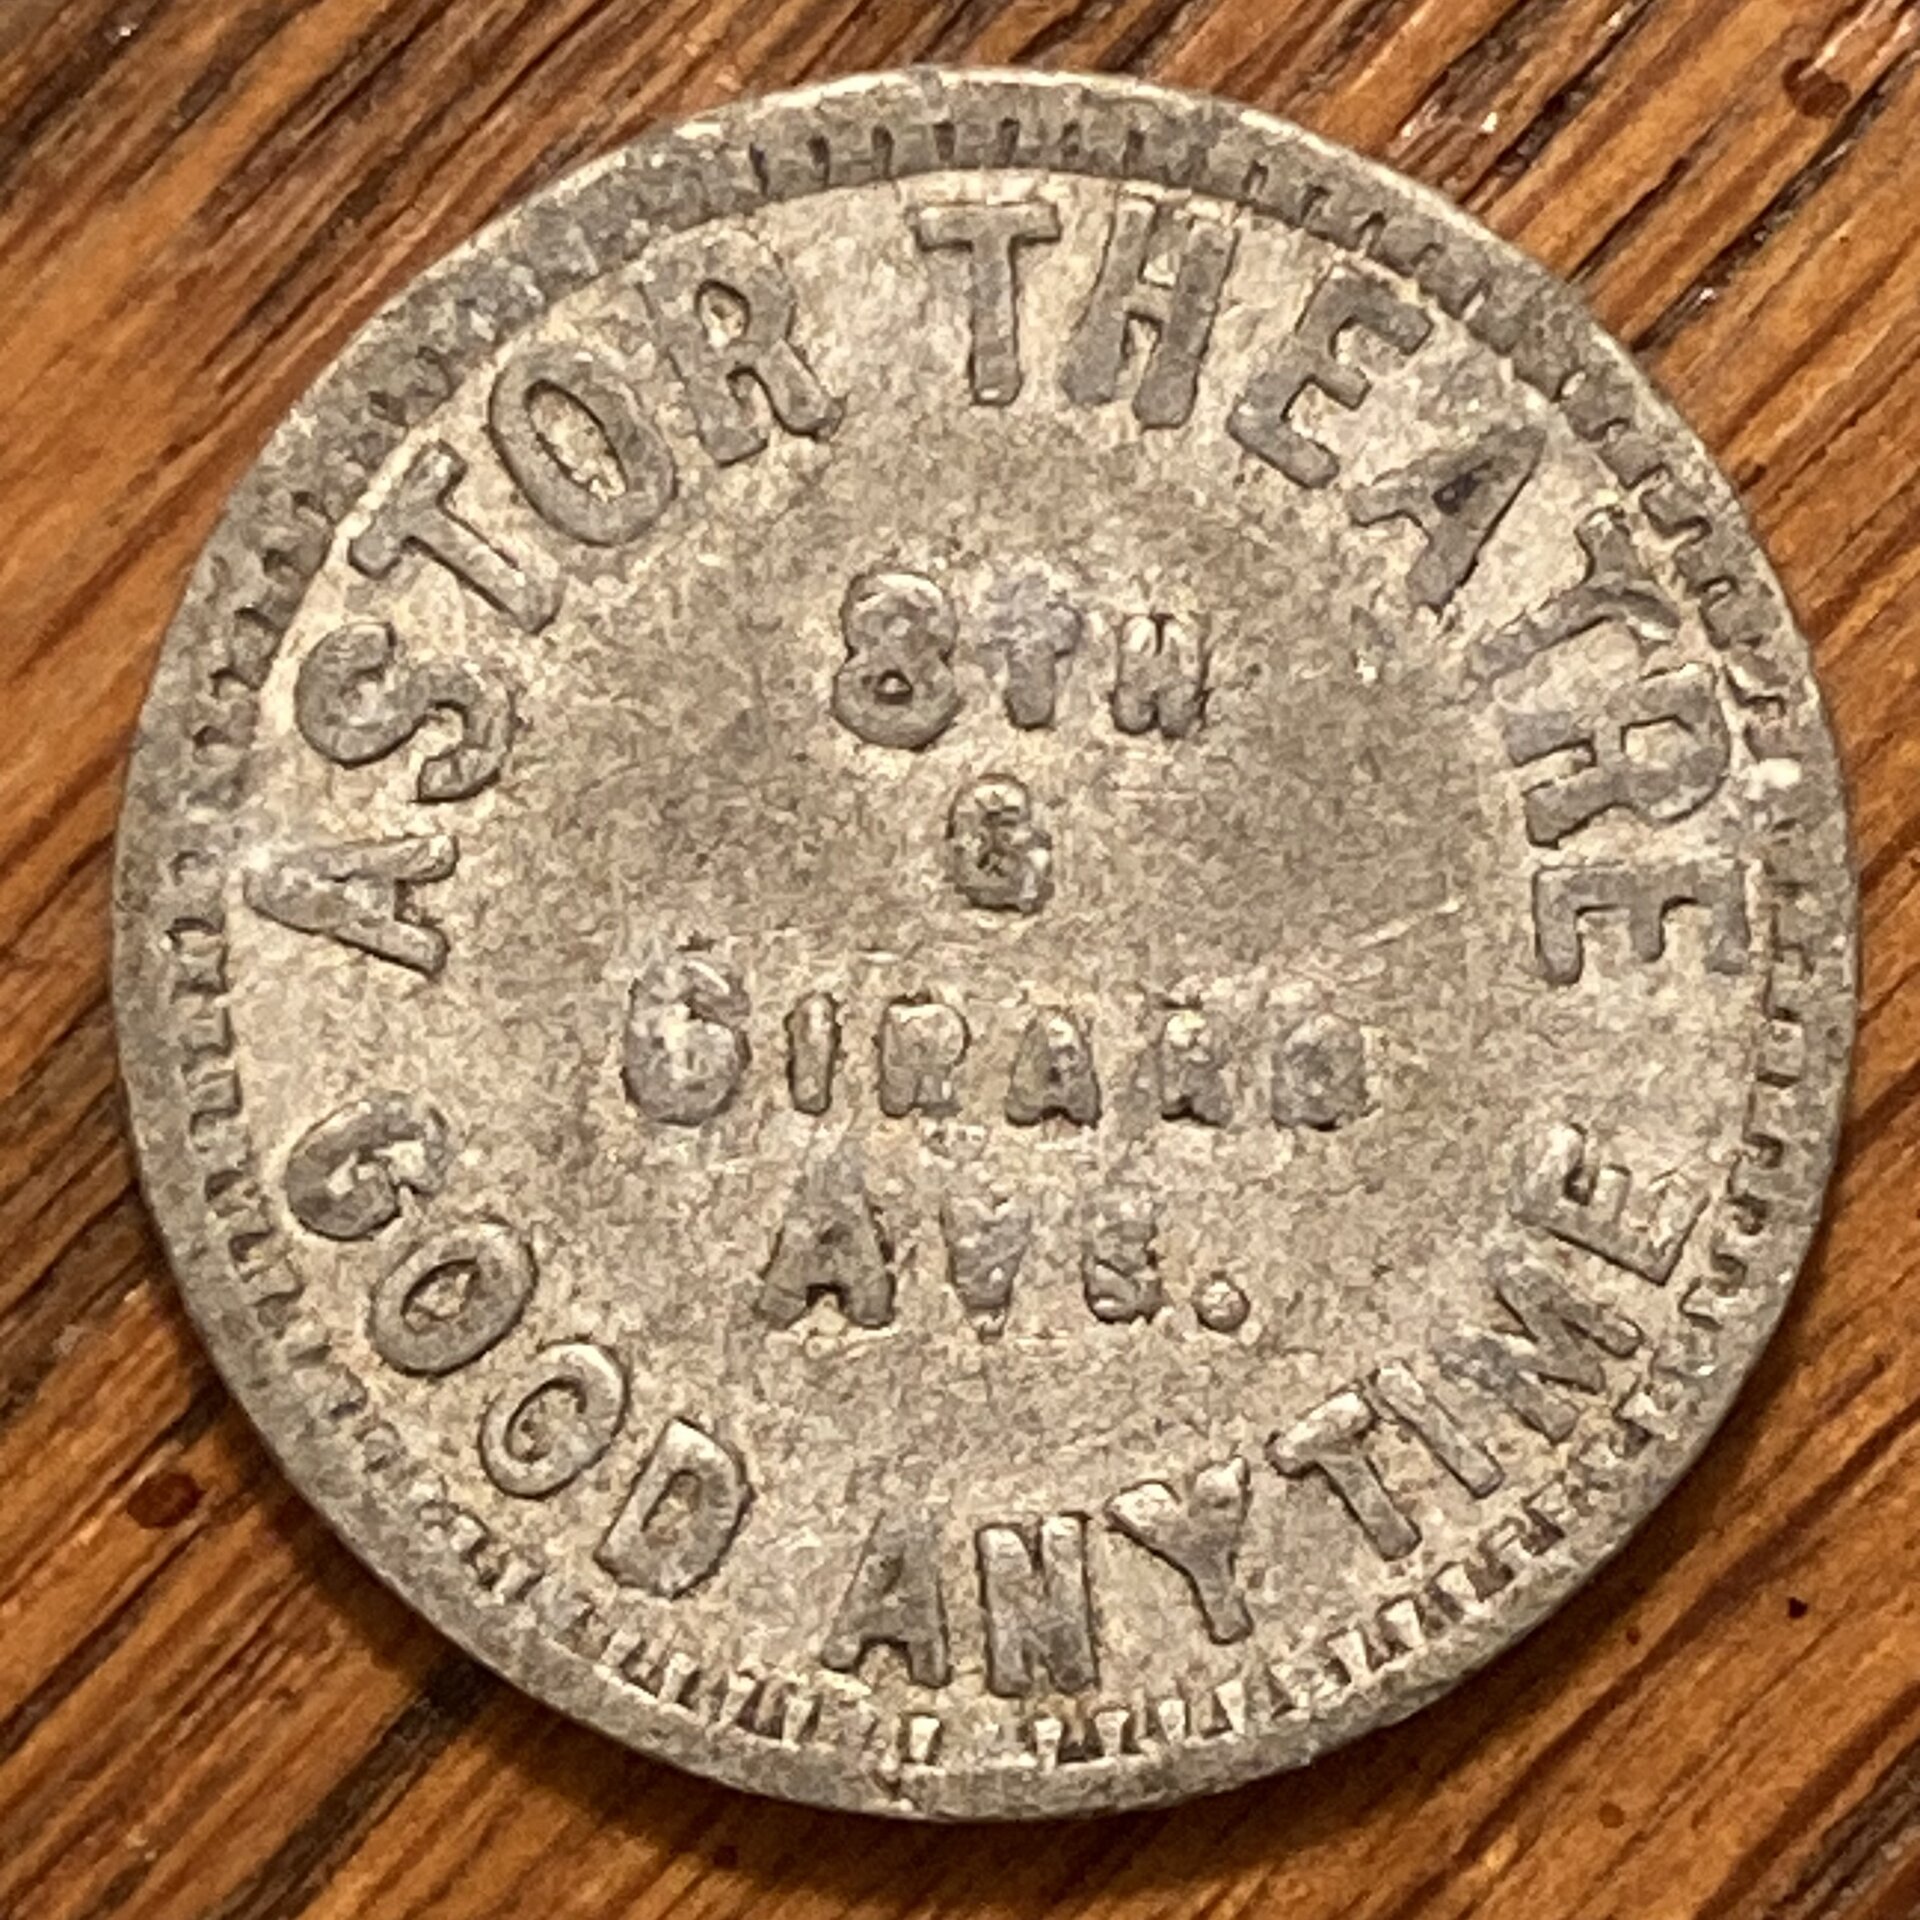 ASTOR THEATRE
8TH
&
GIRARD
AVE.
GOOD ANYTIME